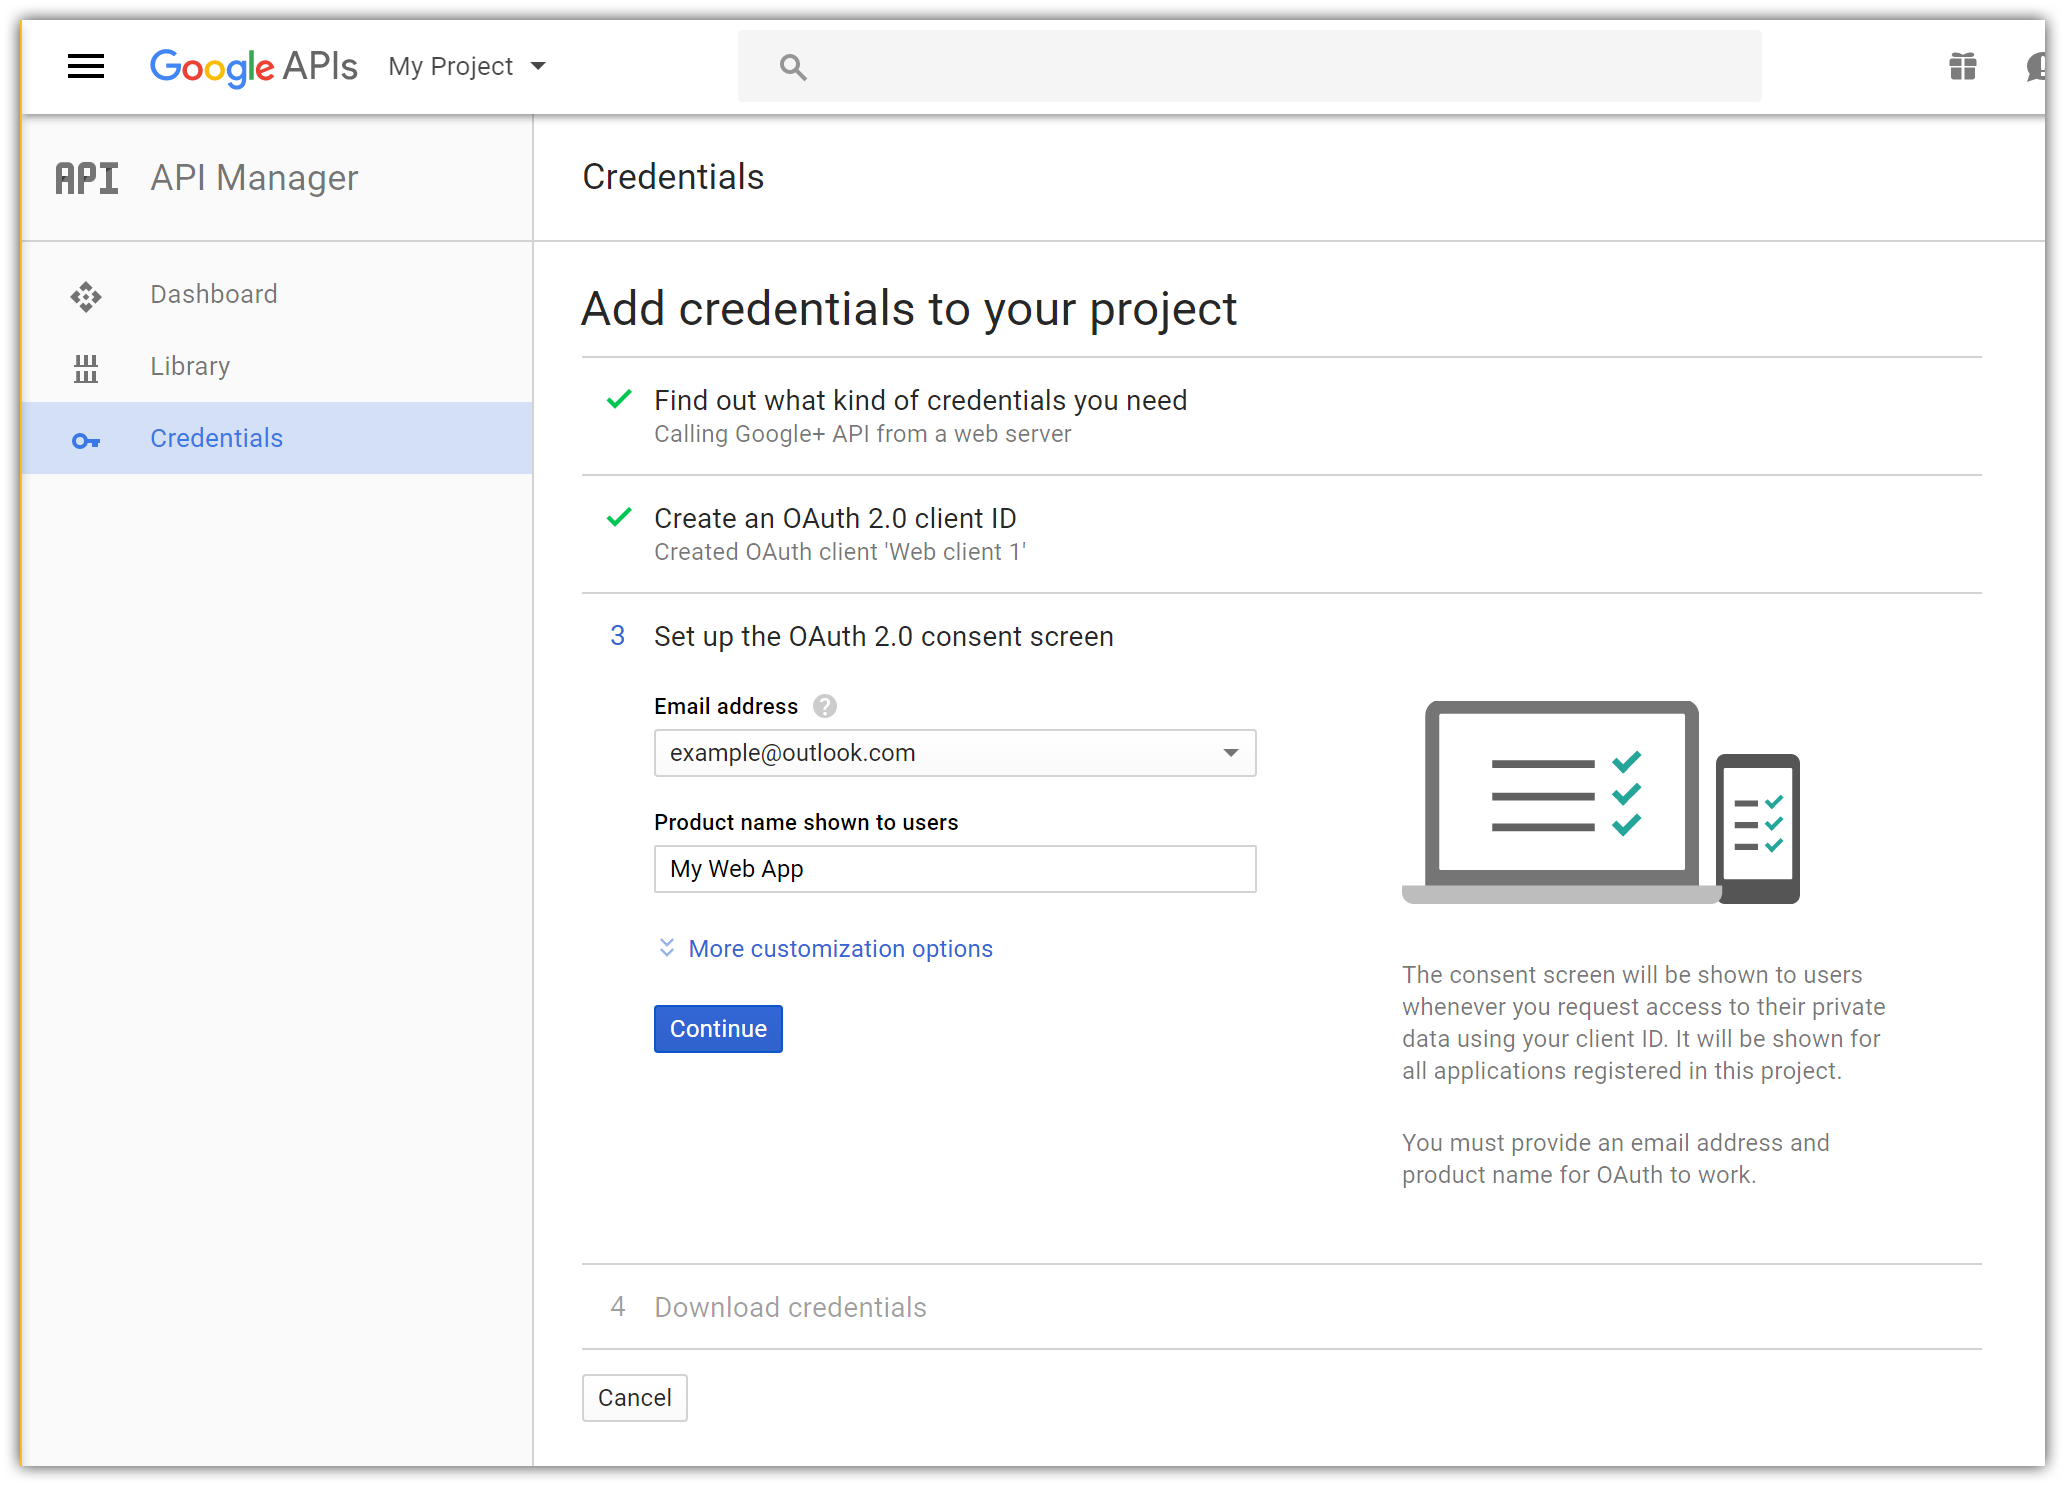 Google APIs My Project
API API Manager
Credentials
Dashboard
Library
Credentials
Add credentials to your project
Find out what kind of credentials you need
Calling Google+ API from a web server
Create an OAuth 2.0 client ID
Created OAuth client 'Web client 1'
3 Set up the OAuth 2.0 consent screen
Email address ?
example@outlook.com
Product name shown to users
My Web App
More customization options
Continue
The consent screen will be shown to users
whenever you request access to their private
data using your client ID. It will be shown for
all applications registered in this project.
You must provide an email address and
product name for OAuth to work.
4 Download credentials
Cancel